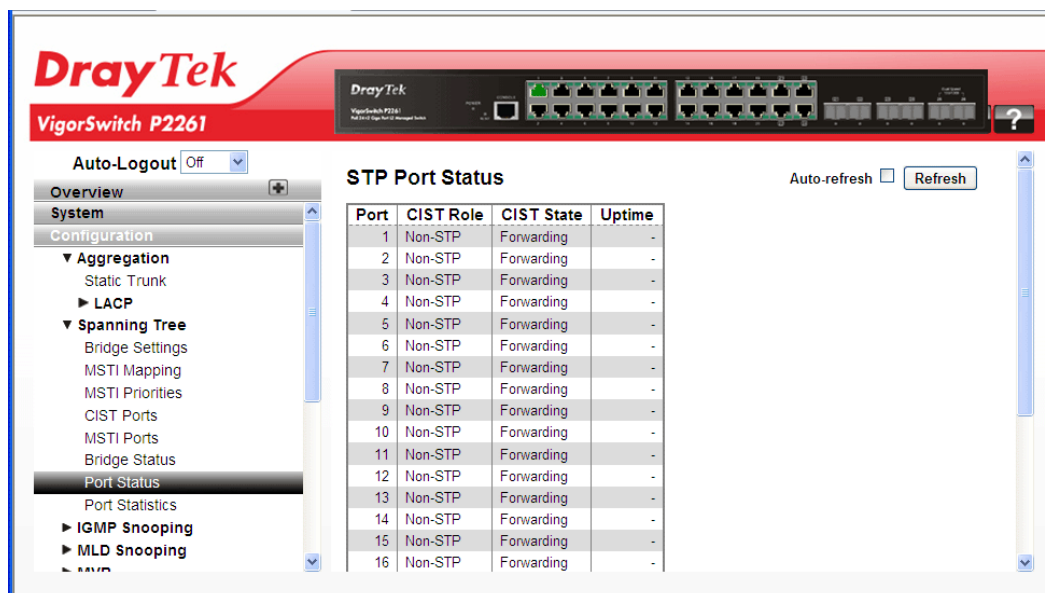 DrayTek
VigorSwitch P2261
DrayTek
VigorSwitch P2261
?
Auto-Logout Off
Overview
System
Configuration
▼ Aggregation
Static Trunk
► LACP
▼ Spanning Tree
Bridge Settings
MSTI Mapping
MSTI Priorities
CIST Ports
MSTI Ports
Bridge Status
Port Status
Port Statistics
► IGMP Snooping
► MLD Snooping
STP Port Status
Auto-refresh Refresh
Port CIST Role CIST State Uptime
1 Non-STP Forwarding -
2 Non-STP Forwarding -
3 Non-STP Forwarding -
4 Non-STP Forwarding -
5 Non-STP Forwarding -
6 Non-STP Forwarding -
7 Non-STP Forwarding -
8 Non-STP Forwarding -
9 Non-STP Forwarding -
10 Non-STP Forwarding -
11 Non-STP Forwarding -
12 Non-STP Forwarding -
13 Non-STP Forwarding -
14 Non-STP Forwarding -
15 Non-STP Forwarding -
16 Non-STP Forwarding -